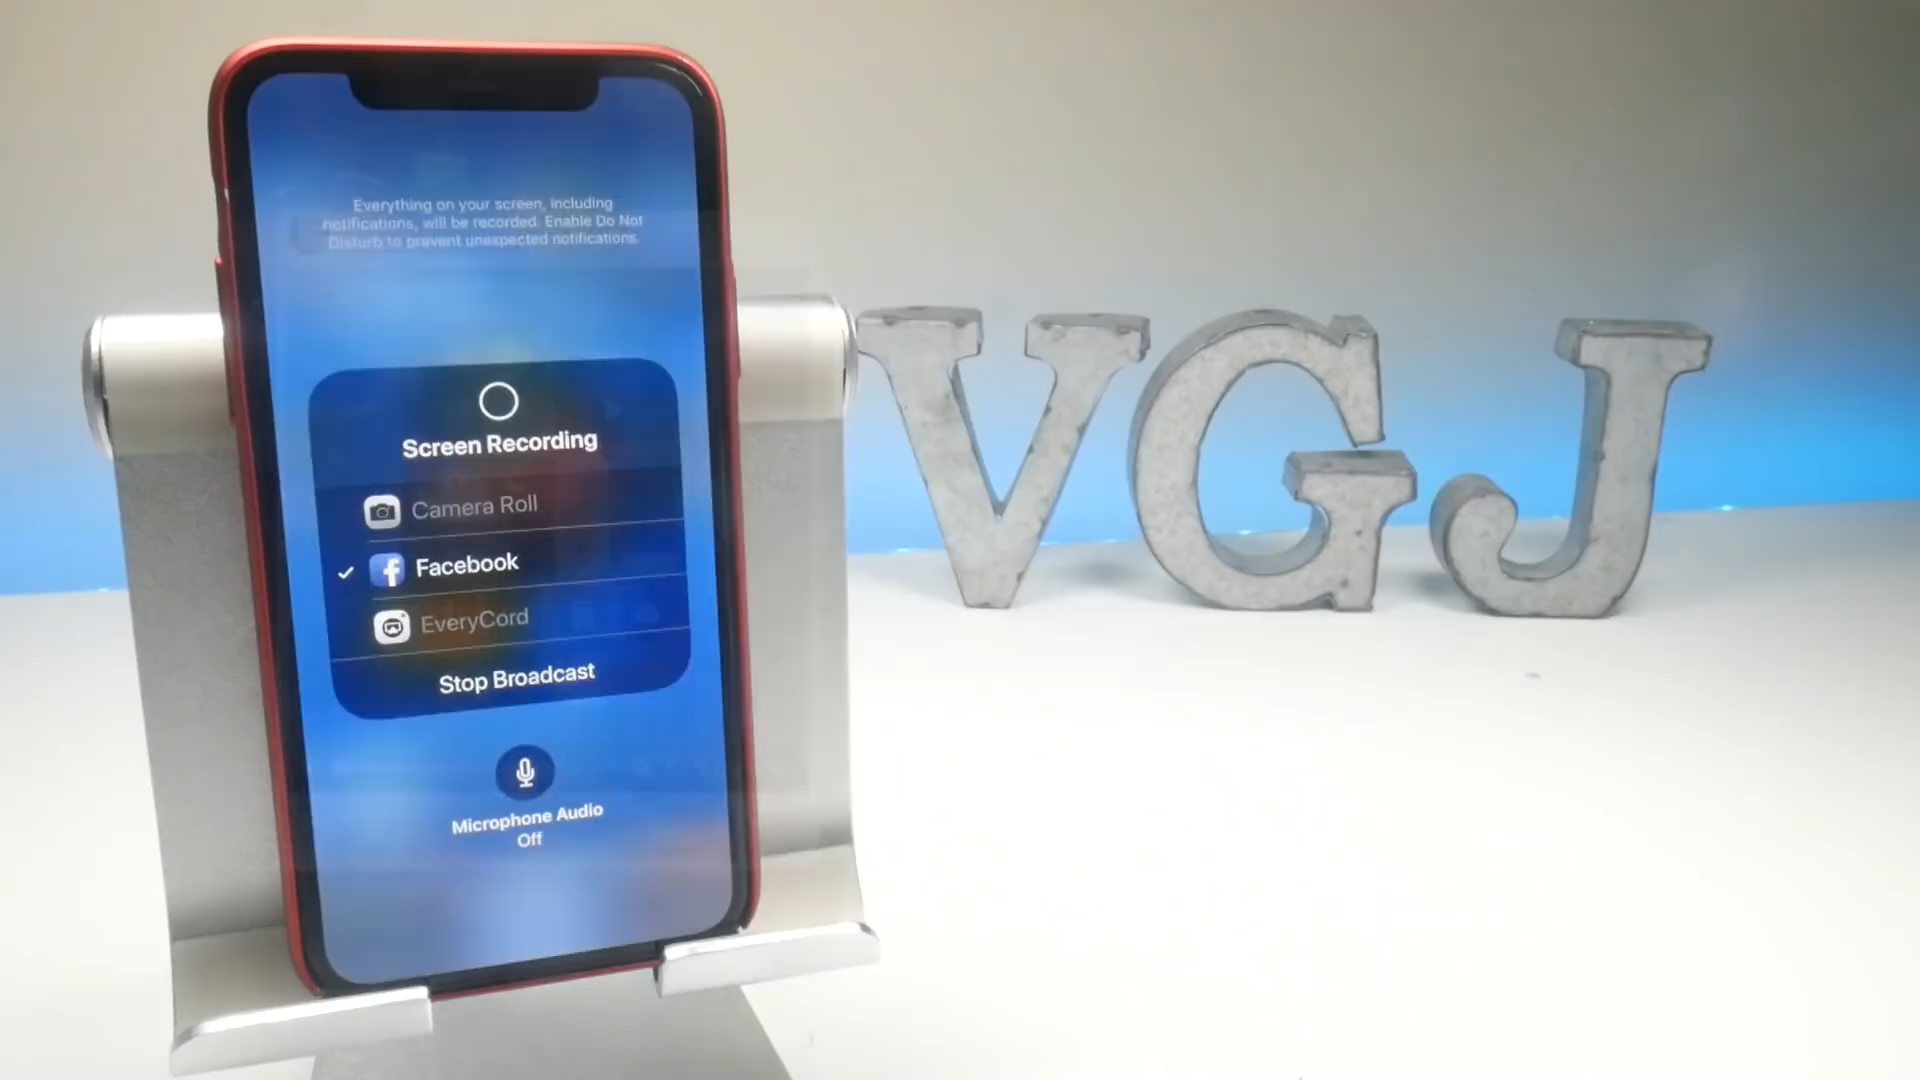 Everything on your screen, including
notifications, will be recorded. Enable Do Not
Disturb to prevent unexpected notifications.
Screen Recording
Camera Roll
Facebook
EveryCord
Stop Broadcast
Microphone Audio
Off
VGJ